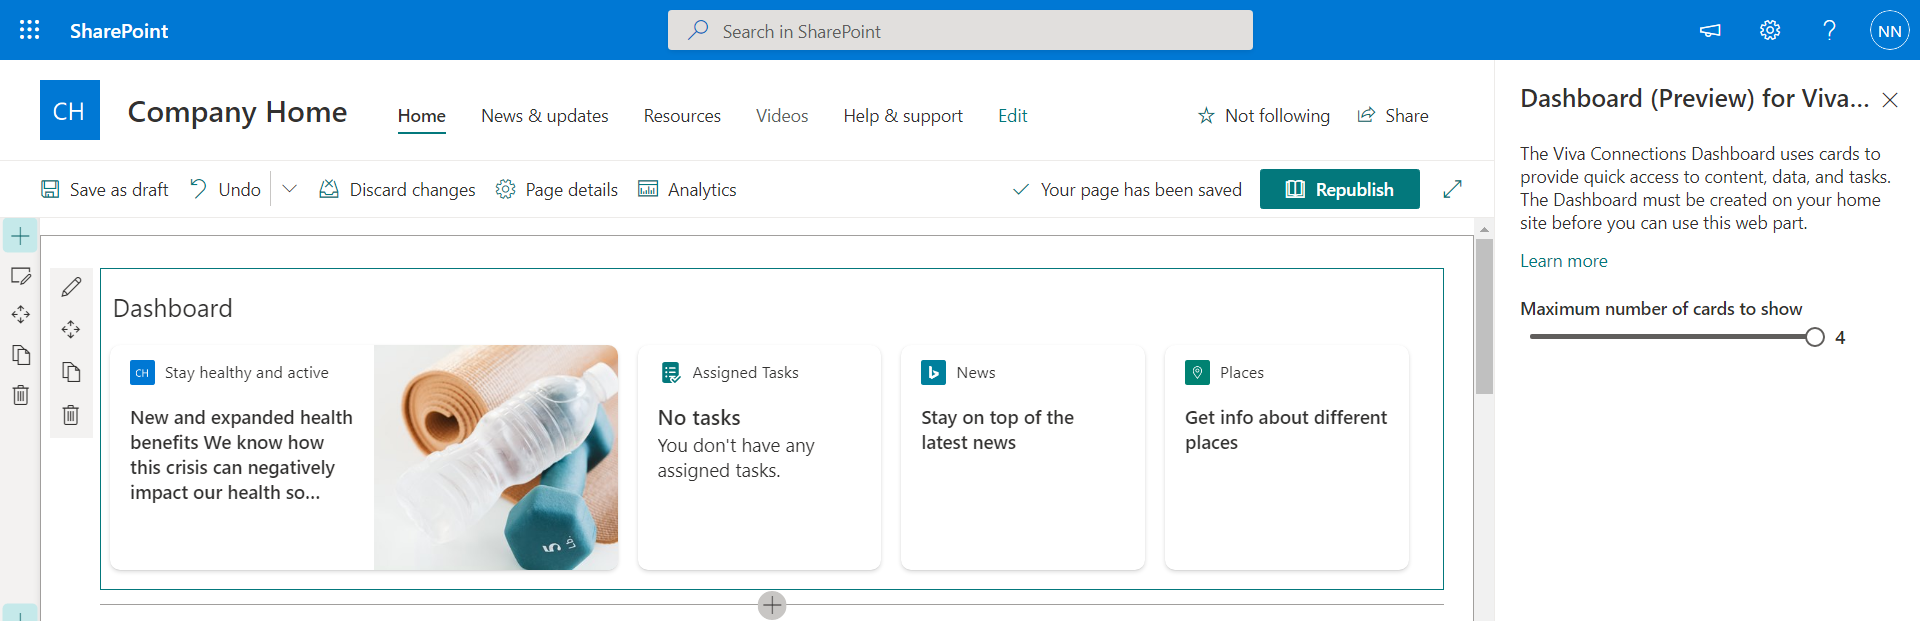 SharePoint
Search in SharePoint
NN
CH
Company Home
Home
News & updates
Resources
Videos
Help & support
Edit
Not following
Share
Save as draft
Undo
Discard changes
Page details
Analytics
Your page has been saved
Republish
Dashboard
CH
Stay healthy and active
New and expanded health
benefits We know how
this crisis can negatively
impact our health so...
5
Assigned Tasks
No tasks
You don't have any
assigned tasks.
News
Stay on top of the
latest news
Places
Get info about different
places
Dashboard (Preview) for Viva...
The Viva Connections Dashboard uses cards to
provide quick access to content, data, and tasks.
The Dashboard must be created on your home
site before you can use this web part.
Learn more
Maximum number of cards to show
4